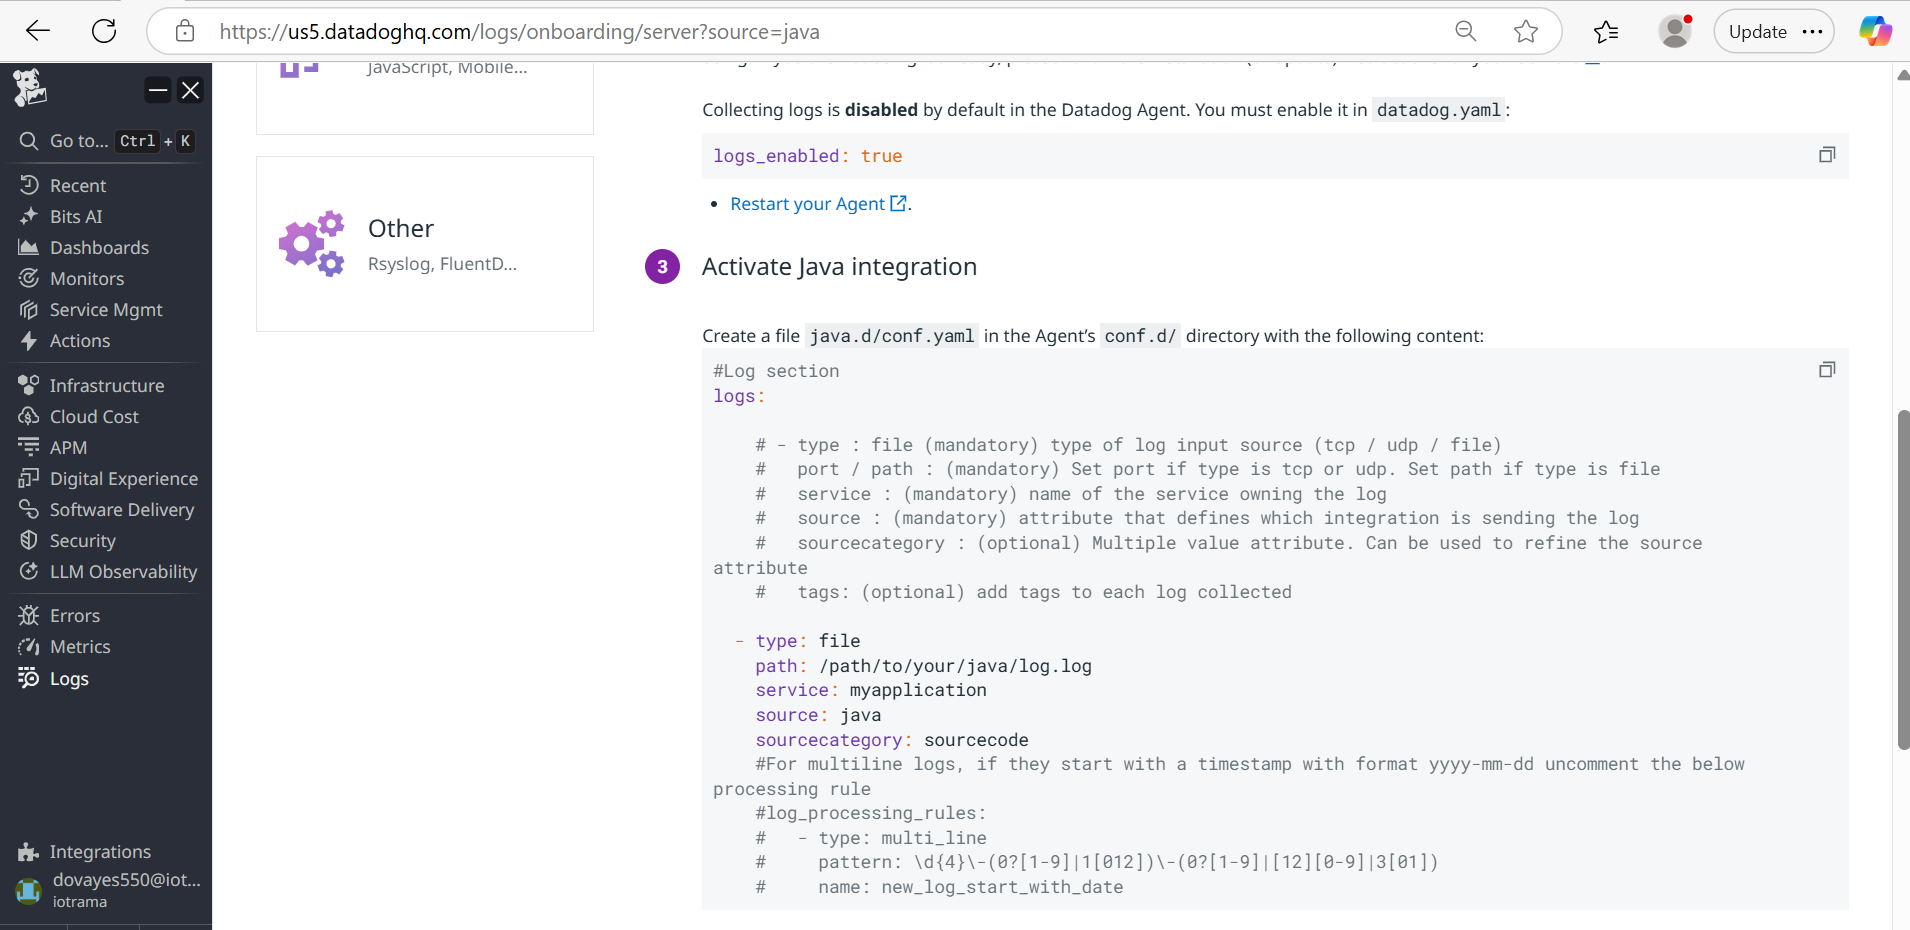 https://us5.datadoghq.com/logs/onboarding/server?source=java
Update
Go to... Ctrl + K
Recent
Bits AI
Dashboards
Monitors
Service Mgmt
Actions
Infrastructure
Cloud Cost
APM
Digital Experience
Software Delivery
Security
LLM Observability
Errors
Metrics
Logs
Integrations
dovayes550@iot...
iotrama
JavaScript, Mobile...
Other
Rsyslog, FluentD...
Collecting logs is disabled by default in the Datadog Agent. You must enable it in datadog.yaml:
logs_enabled: true
• Restart your Agent.
3 Activate Java integration
Create a file java.d/conf.yaml in the Agent's conf.d/ directory with the following content:
#Log section
logs:
# - type : file (mandatory) type of log input source (tcp / udp / file)
#   port / path : (mandatory) Set port if type is tcp or udp. Set path if type is file
#   service : (mandatory) name of the service owning the log
#   source : (mandatory) attribute that defines which integration is sending the log
#   sourcecategory : (optional) Multiple value attribute. Can be used to refine the source
attribute
#   tags: (optional) add tags to each log collected
- type: file
path: /path/to/your/java/log.log
service: myapplication
source: java
sourcecategory: sourcecode
#For multiline logs, if they start with a timestamp with format yyyy-mm-dd uncomment the below
processing rule
#log_processing_rules:
#   - type: multi_line
#     pattern: \d{4}\-(0?[1-9]|1[012])\-(0?[1-9]|[12][0-9]|3[01])
#     name: new_log_start_with_date